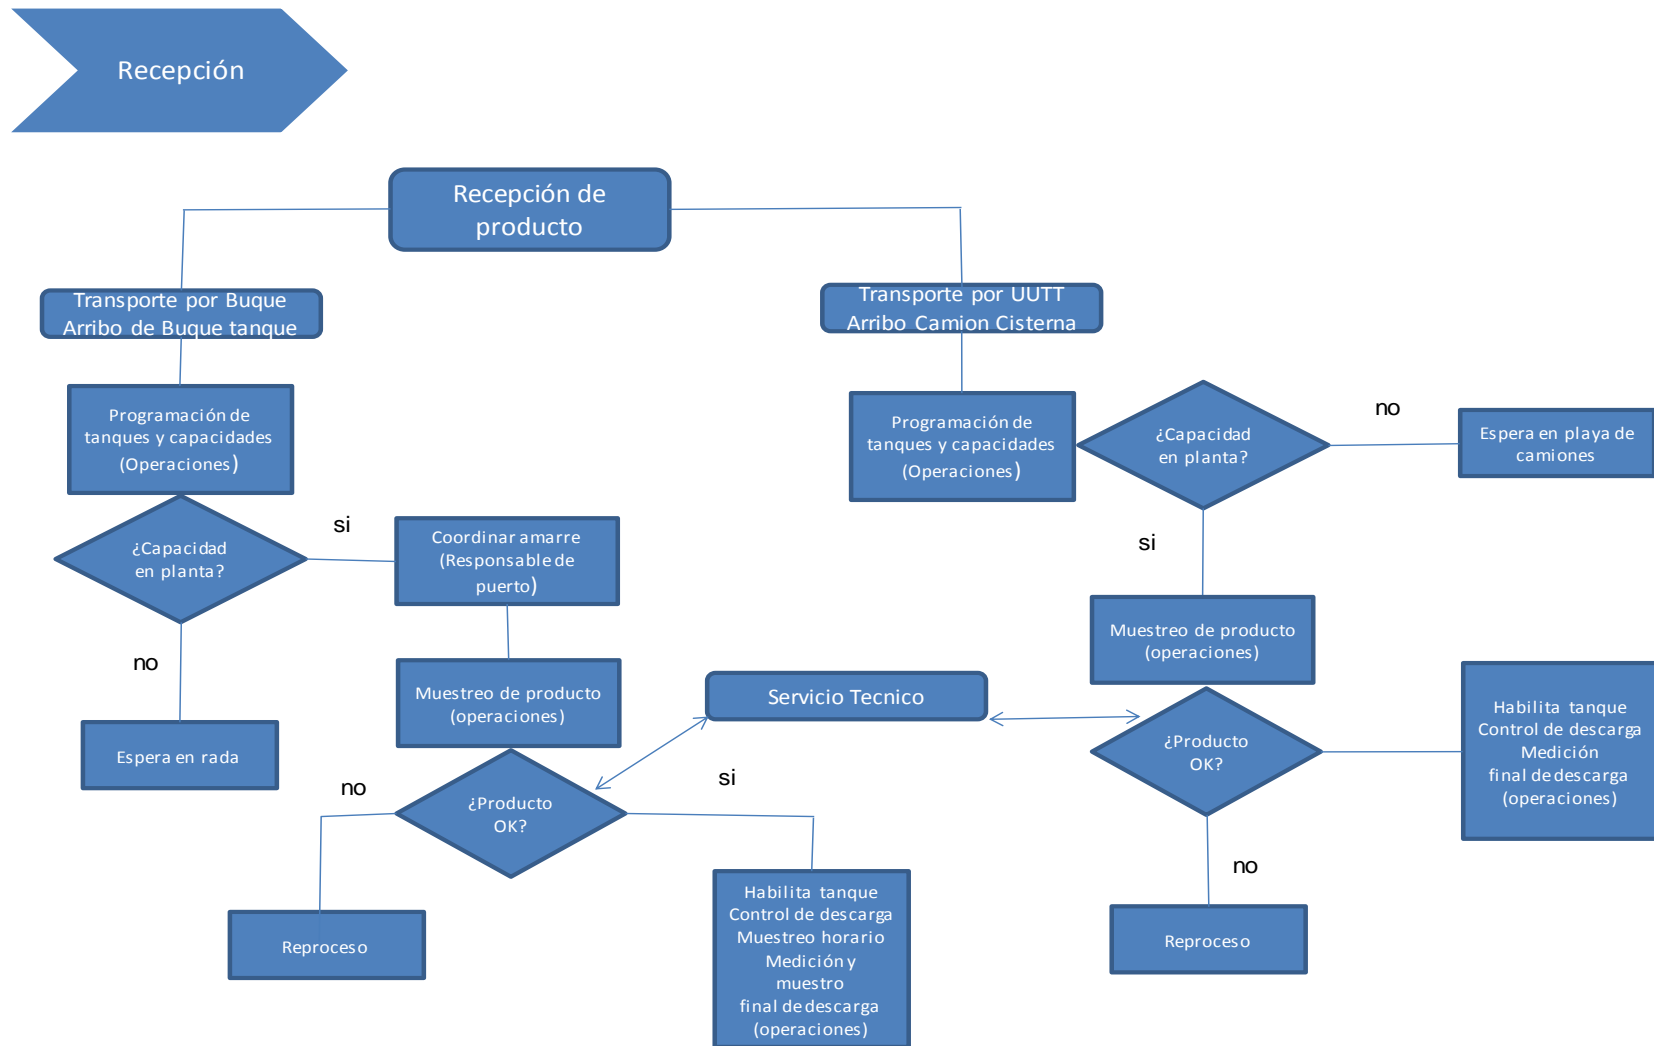 Recepción
Recepción de
producto
Transporte por Buque
Arribo de Buque tanque
Transporte por UUTT
Arribo Camion Cisterna
Programación de
tanques y capacidades
(Operaciones)
¿Capacidad
en planta?
si
no
Coordinar amarre
(Responsable de
puerto)
Espera en rada
Muestreo de producto
(operaciones)
Servicio Tecnico
¿Producto
OK?
no
si
Reproceso
Habilita tanque
Control de descarga
Muestreo horario
Medición y
muestro
final de descarga
(operaciones)
Programación de
tanques y capacidades
(Operaciones)
¿Capacidad
en planta?
no
Espera en playa de
camiones
si
Muestreo de producto
(operaciones)
¿Producto
OK?
Habilita tanque
Control de descarga
Medición
final de descarga
(operaciones)
no
Reproceso